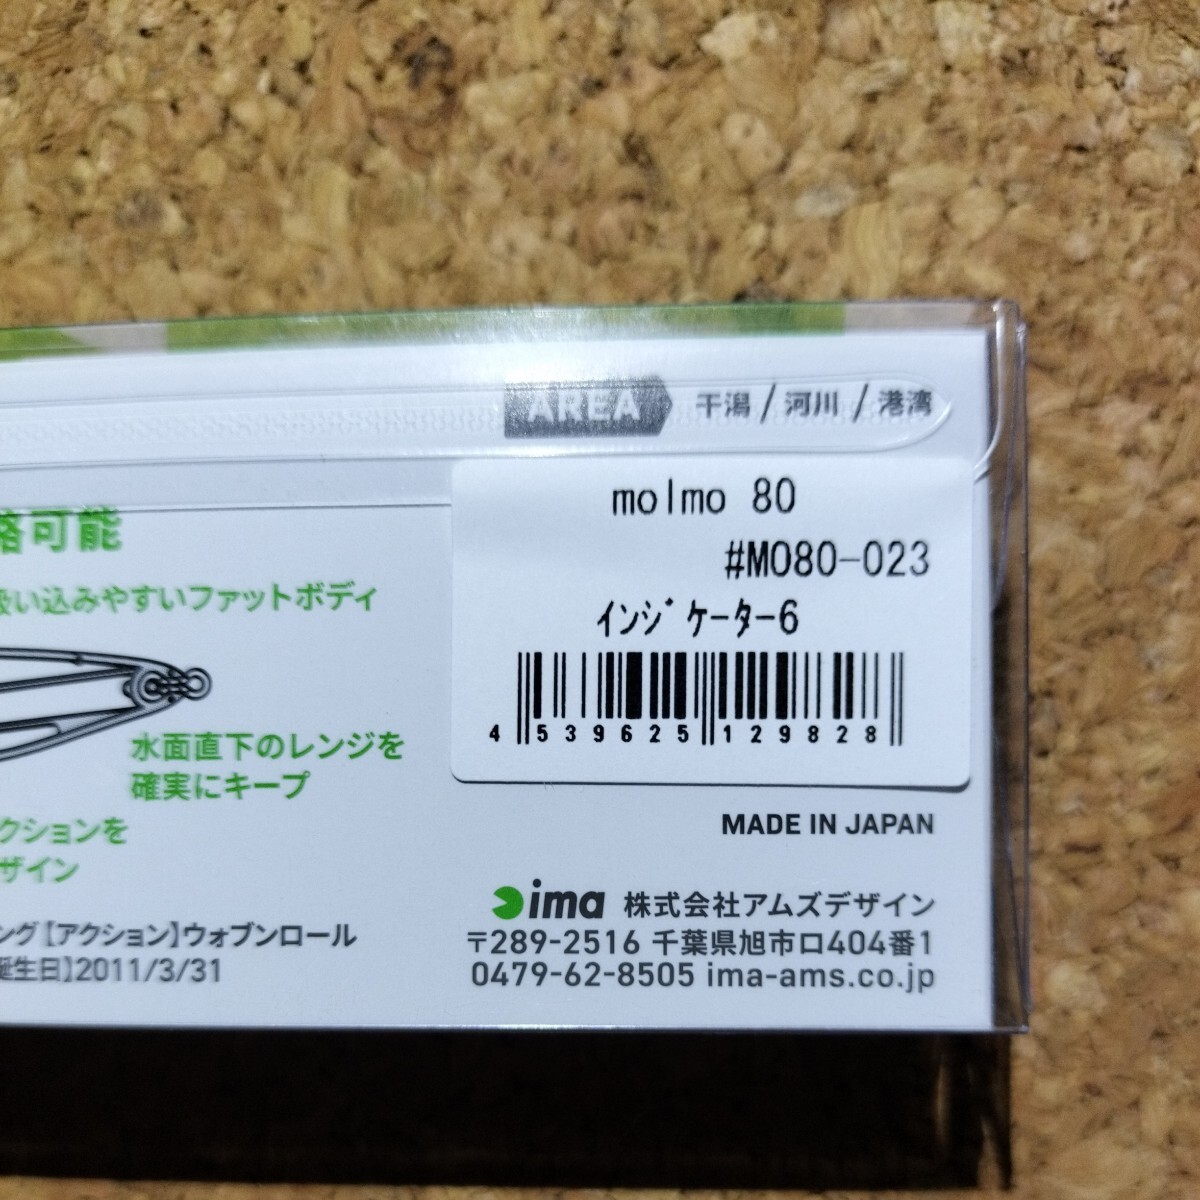 AREA 干潟 / 河川 / 港湾
molmo 80
#MO80-023
ｲﾝｼﾞｹｰﾀｰ6
4 539625 129828
可能
い込みやすいファットボディ
水面直下のレンジを
確実にキープ
クションを
ザイン
MADE IN JAPAN
ima 株式会社アムズデザイン
〒289-2516 千葉県旭市ロ404番1
0479-62-8505 ima-ams.co.jp
ング【アクション】ウォブンロール
誕生日】2011/3/31